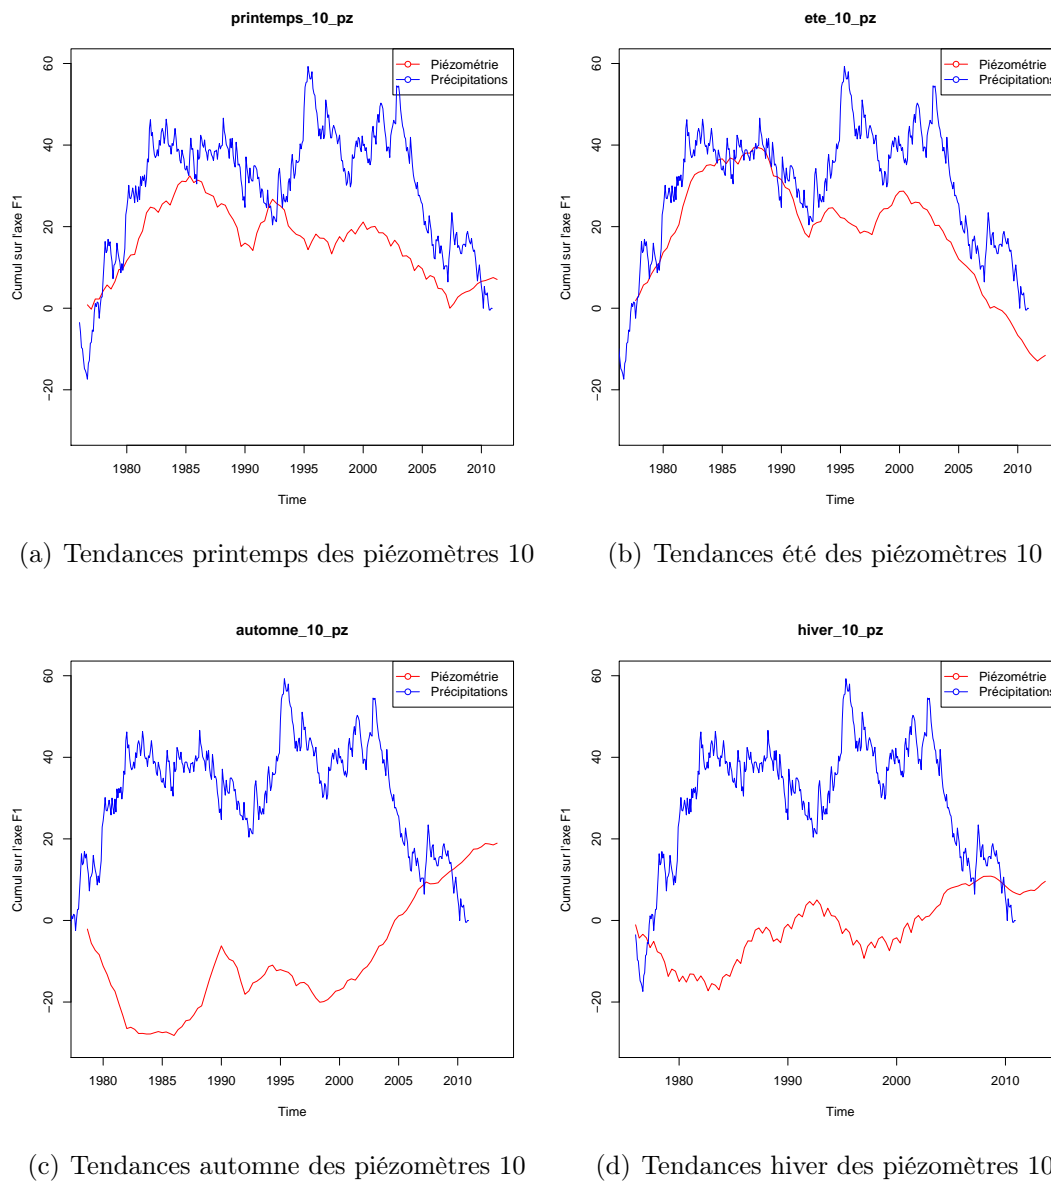 printemps_10_pz
Cumul sur l'axe F1
60
40
20
0
−20
Piézométrie
Précipitations
1980 1985 1990 1995 2000 2005 2010
Time
(a) Tendances printemps des piézomètres 10
ete_10_pz
Cumul sur l'axe F1
60
40
20
0
−20
Piézométrie
Précipitations
1980 1985 1990 1995 2000 2005 2010
Time
(b) Tendances été des piézomètres 10
automne_10_pz
Cumul sur l'axe F1
60
40
20
0
−20
Piézométrie
Précipitations
1980 1985 1990 1995 2000 2005 2010
Time
(c) Tendances automne des piézomètres 10
hiver_10_pz
Cumul sur l'axe F1
60
40
20
0
−20
Piézométrie
Précipitations
1980 1990 2000 2010
Time
(d) Tendances hiver des piézomètres 10